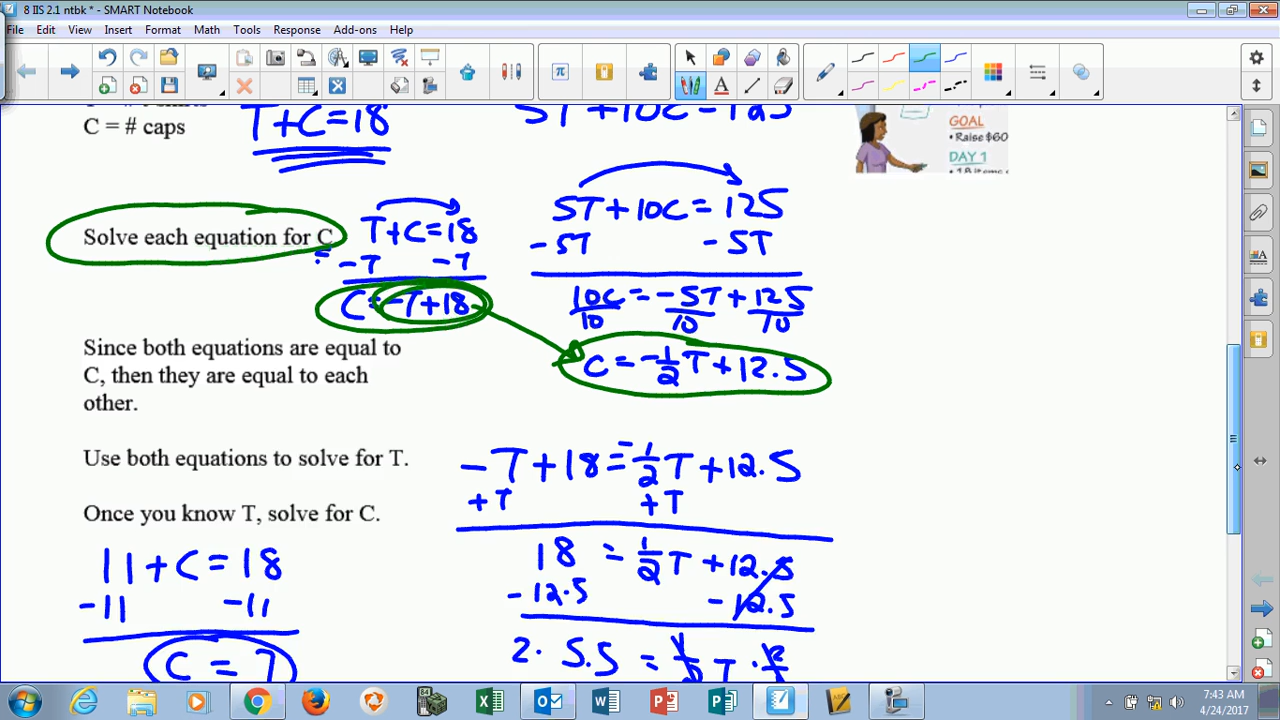 8 IIS 2.1 ntbk * - SMART Notebook
File Edit View Insert Format Math Tools Response Add-ons Help
C = # caps
T+C=18
5T+10C=125
GOAL
• Raise $60
DAY 1
Solve each equation for C
T+C=18
-T -T
C=-T+18
5T+10C=125
-5T -5T
10C=-5T+125
10 10 10
C=-1/2T+12.5
Since both equations are equal to
C, then they are equal to each
other.
Use both equations to solve for T.
-T+18=-1/2T+12.5
+T +T
Once you know T, solve for C.
18=1/2T+12.5
-12.5 -12.5
11+C=18
-11 -11
C=7
2·5.5=
7:43 AM
4/24/2017